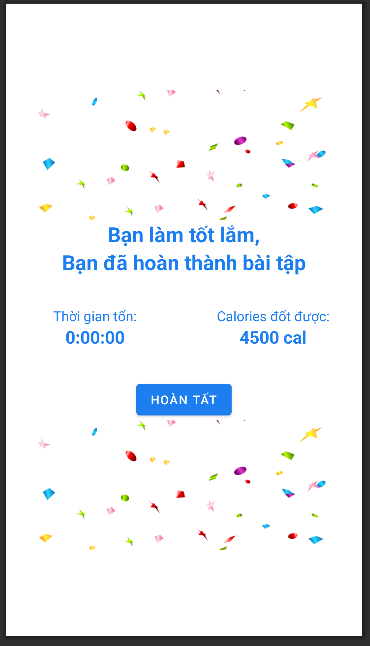 Bạn làm tốt lắm,
Bạn đã hoàn thành bài tập
Thời gian tốn:
0:00:00
Calories đốt được:
4500 cal
HOÀN TẤT